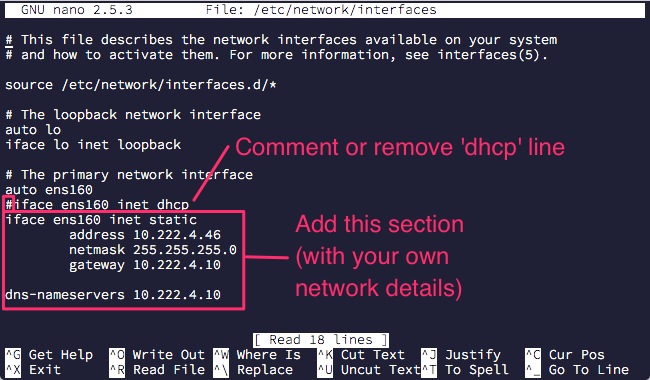 GNU nano 2.5.3 File: /etc/network/interfaces
# This file describes the network interfaces available on your system
# and how to activate them. For more information, see interfaces(5).
source /etc/network/interfaces.d/*
# The loopback network interface
auto lo
iface lo inet loopback
Comment or remove 'dhcp' line
# The primary network interface
auto ens160
#iface ens160 inet dhcp
iface ens160 inet static
address 10.222.4.46
netmask 255.255.255.0
gateway 10.222.4.10
dns-nameservers 10.222.4.10
Add this section
(with your own
network details)
[ Read 18 lines ]
^G Get Help ^O Write Out ^W Where Is ^K Cut Text ^J Justify ^C Cur Pos
^X Exit ^R Read File ^\ Replace ^U Uncut Text ^T To Spell ^_ Go To Line